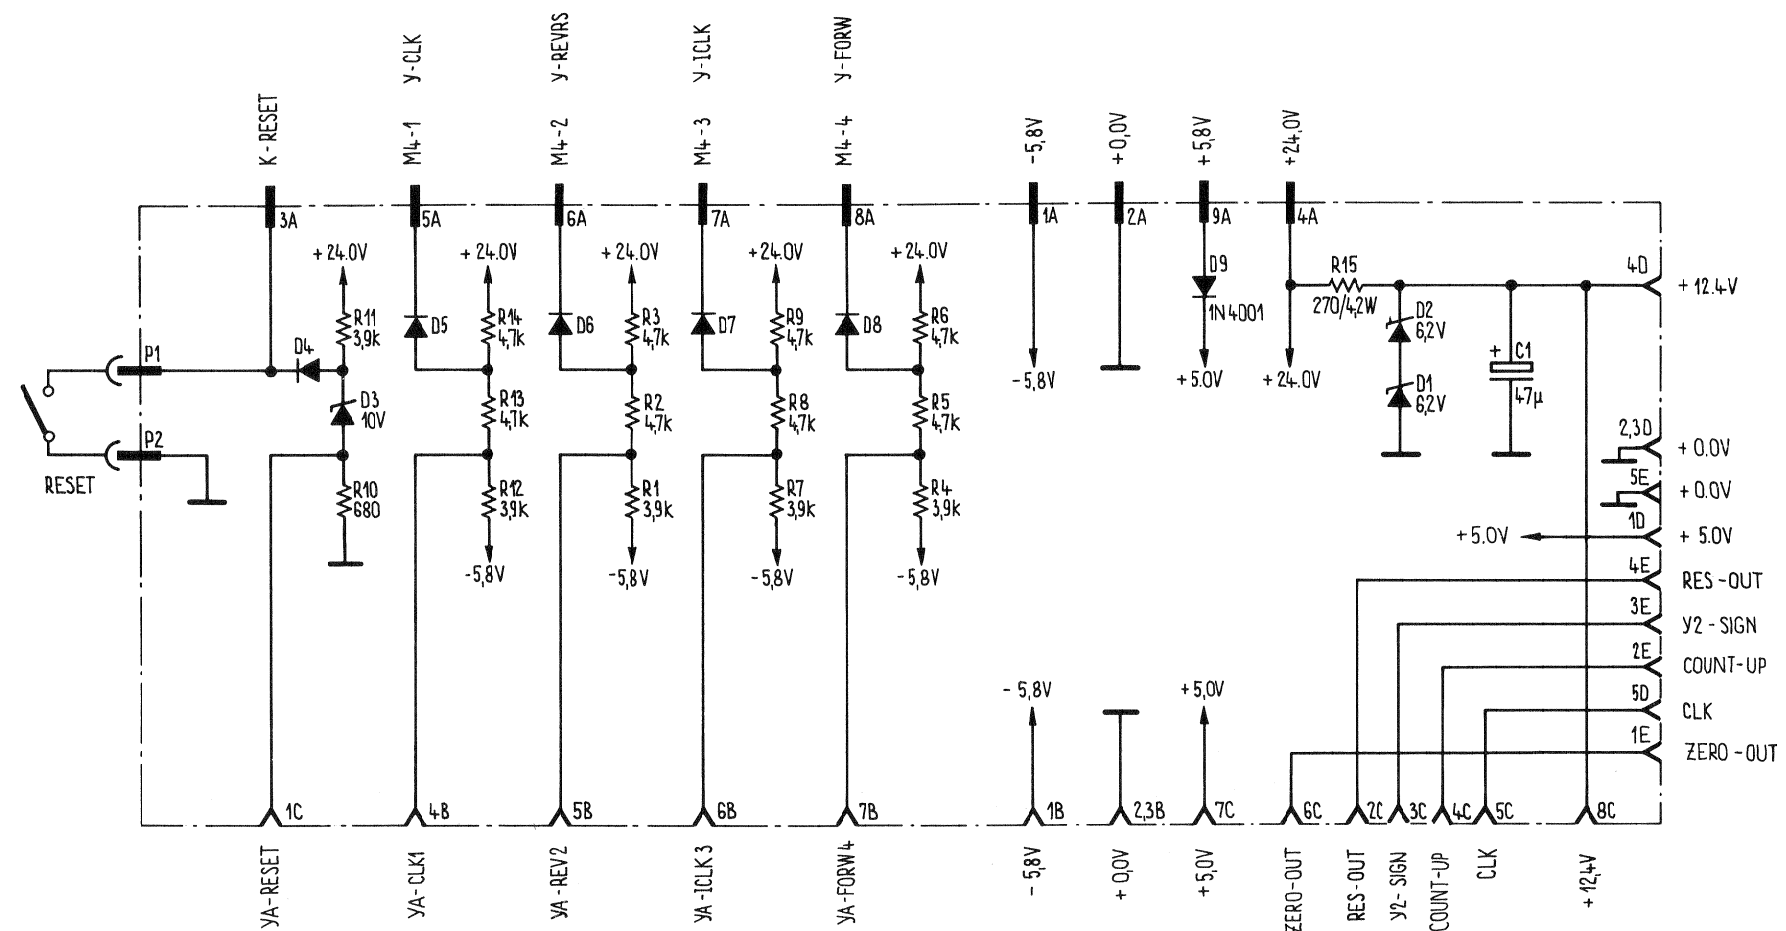 K-RESET
M4-1 Y-CLK
M4-2 Y-REVRS
M4-3 Y-ICLK
M4-4 Y-FORW
-5,8V
+0,0V
+5,8V
+24,0V
3A
5A
6A
7A
8A
1A
2A
9A
4A
+24.0V
+24.0V
+24.0V
+24.0V
+24.0V
D9
1N4001
R15
270/4,2W
4D
+12.4V
R11
3,9k
D5
R14
4,7k
D6
R3
4,7k
D7
R9
4,7k
D8
R6
4,7k
D2
6,2V
P1
D4
+ C1
47µ
-5,8V
+5.0V
+24.0V
D1
6,2V
D3
10V
R13
4,7k
R2
4,7k
R8
4,7k
R5
4,7k
P2
RESET
2,3D
+0.0V
5E
+0.0V
R10
680
R12
3,9k
R1
3,9k
R7
3,9k
R4
3,9k
1D
+5.0V
+ 5.0V
-5,8V
-5,8V
-5,8V
-5,8V
4E
RES-OUT
3E
Y2-SIGN
2E
COUNT-UP
5D
CLK
1E
ZERO-OUT
-5,8V
+5,0V
1C
4B
5B
6B
7B
1B
2,3B
7C
6C
2C
3C
4C
5C
8C
YA-RESET
YA-CLK1
YA-REV2
YA-ICLK3
YA-FORW4
-5,8V
+0,0V
+5,0V
ZERO-OUT
RES-OUT
Y2-SIGN
COUNT-UP
CLK
+12,4V